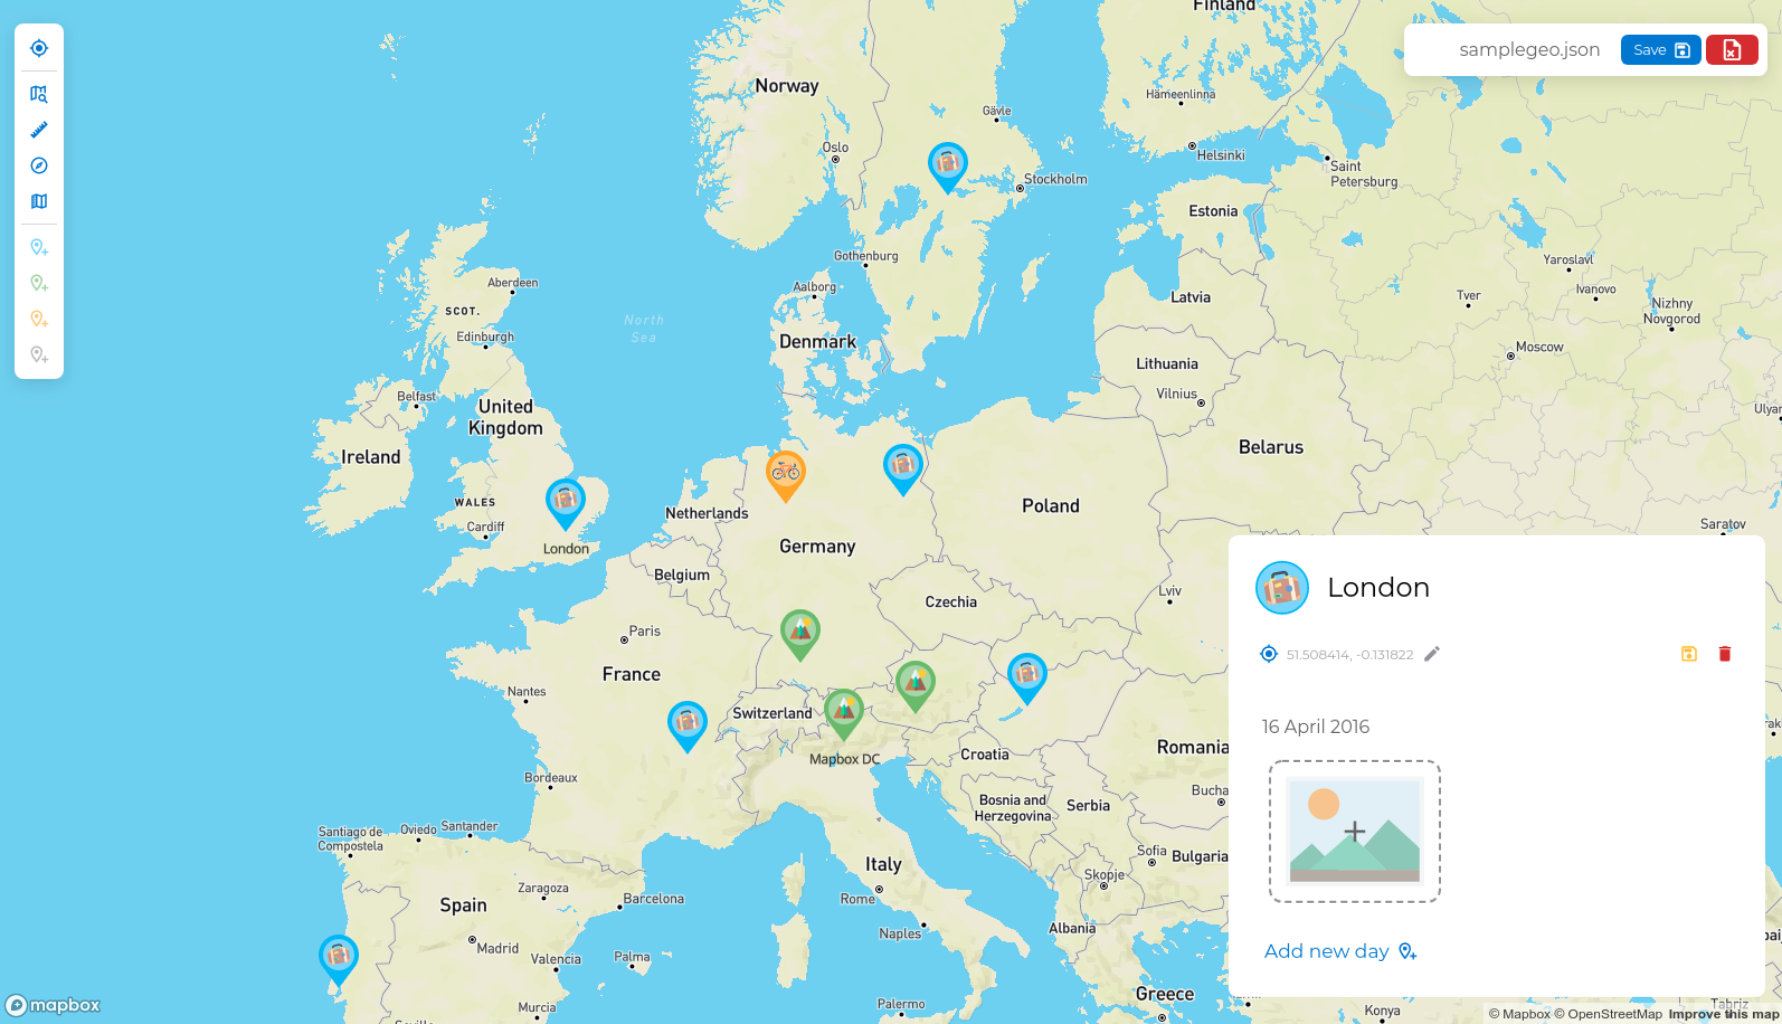 Finland
samplegeo.json
Save
Norway
Hämeenlinna
Gävle
Oslo
Helsinki
Saint
Petersburg
Stockholm
Estonia
Gothenburg
Yaroslavl
Aberdeen
Aalborg
Latvia
Tver
Ivanovo
Nizhny
Novgorod
SCOT.
North
Sea
Edinburgh
Denmark
Moscow
Lithuania
Vilnius
Belfast
United
Kingdom
Ulyan
Ireland
Belarus
WALES
Netherlands
Poland
Cardiff
Saratov
London
Germany
Belgium
London
Czechia
Lviv
Paris
51.508414, -0.131822
France
Nantes
Switzerland
16 April 2016
Romania
Croatia
Mapbox DC
Bordeaux
Bucha
Bosnia and
Herzegovina
Serbia
Santiago de
Compostela
Oviedo
Santander
Sofia
Bulgaria
Italy
Skopje
Zaragoza
Rome
Barcelona
Spain
Naples
Albania
Madrid
Valencia
Palma
Add new day
Greece
mapbox
Murcia
Palermo
Konya
Tabriz
© Mapbox © OpenStreetMap Improve this map